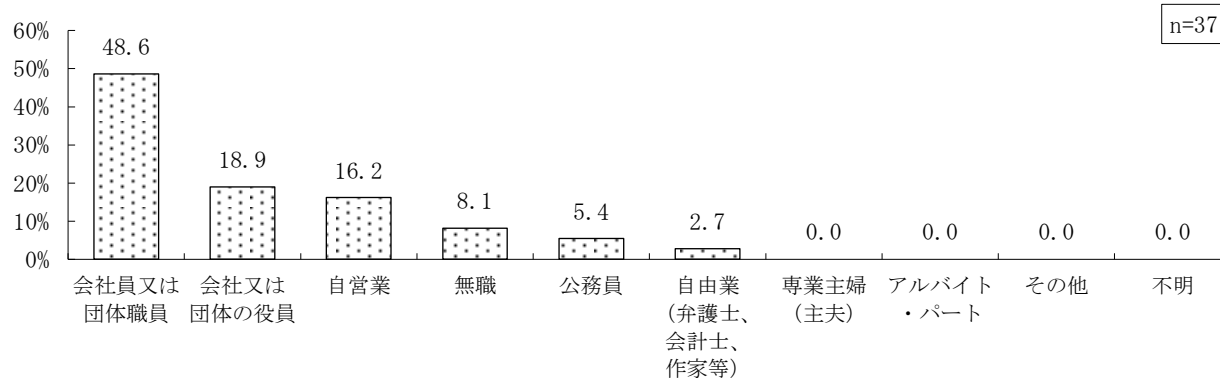 n=37
60%
50%
40%
30%
20%
10%
0%
48.6
18.9
16.2
8.1
5.4
2.7
0.0
0.0
0.0
0.0
会社員又は
団体職員
会社又は
団体の役員
自営業
無職
公務員
自由業
（弁護士、
会計士、
作家等）
専業主婦
（主夫）
アルバイト
・パート
その他
不明